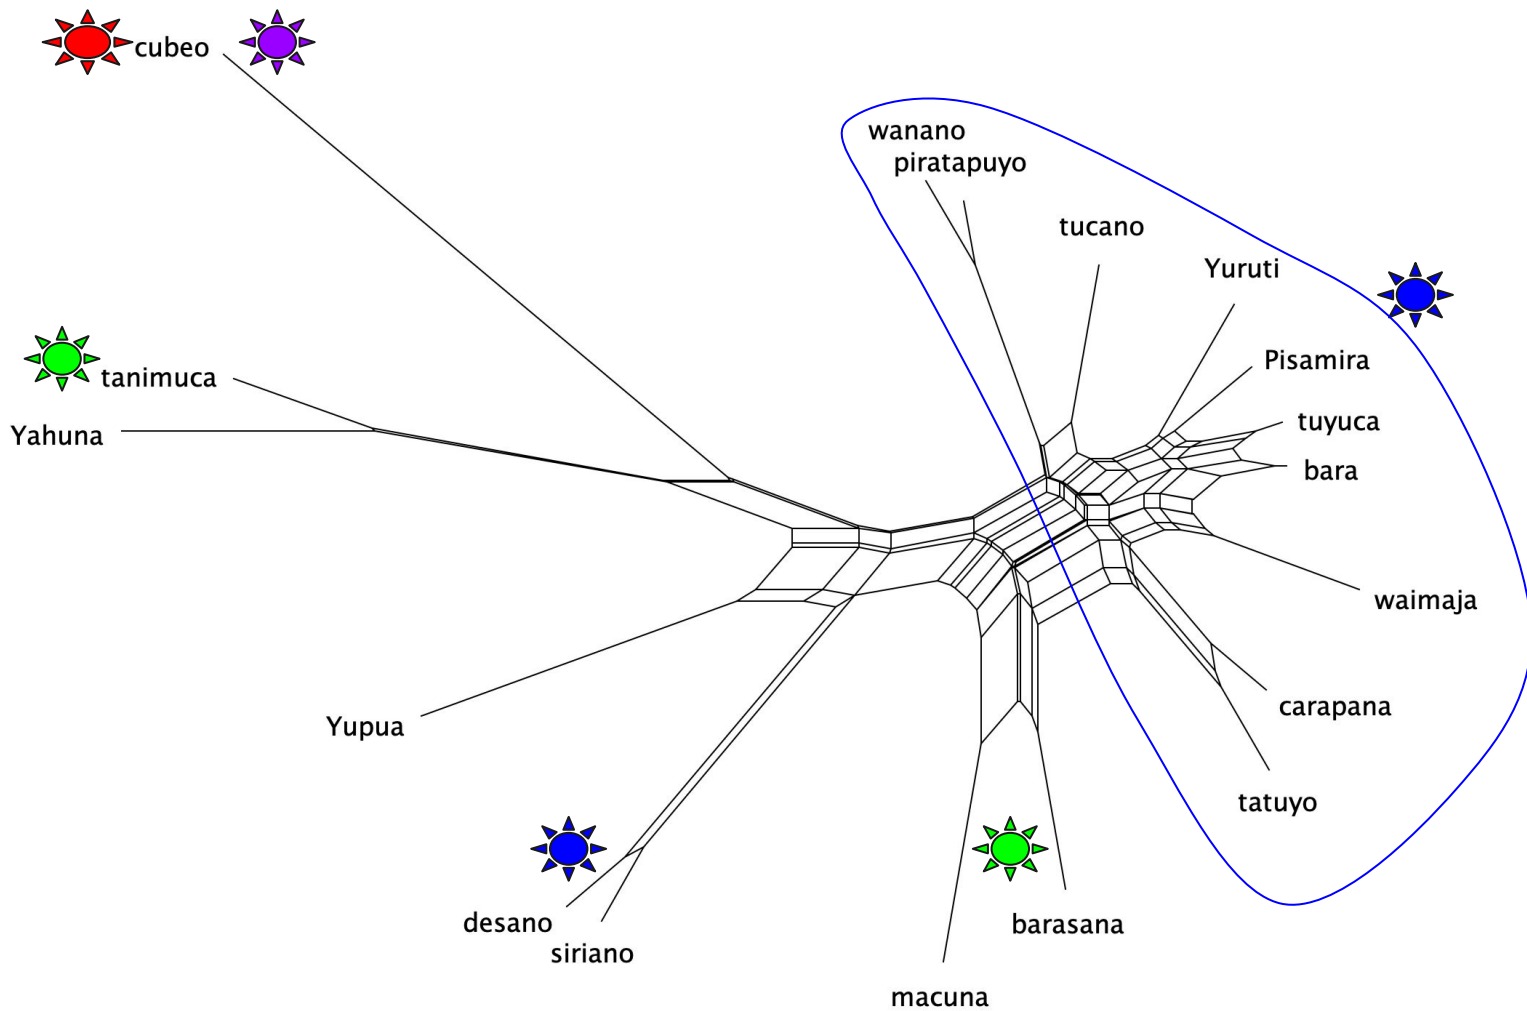 cubeo
wanano
piratapuyo
tucano
Yuruti
Pisamira
tanimuca
tuyuca
Yahuna
bara
waimaja
carapana
Yupua
tatuyo
desano
barasana
siriano
macuna